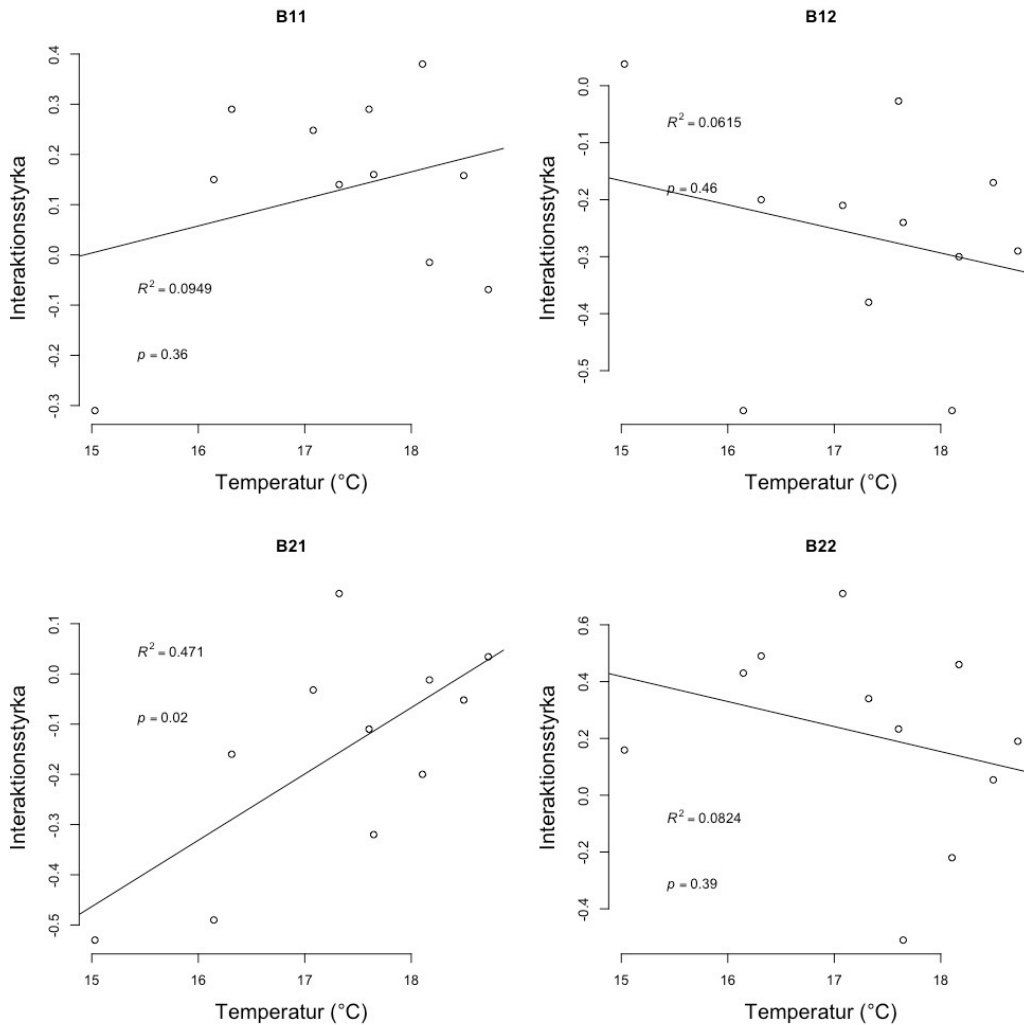 B11
Interaktionsstyrka
0.4
0.3
0.2
0.1
0.0
-0.1
-0.2
-0.3
R² = 0.0949
p = 0.36
15 16 17 18
Temperatur (°C)
B12
Interaktionsstyrka
0.0
-0.1
-0.2
-0.3
-0.4
-0.5
R² = 0.0615
p = 0.46
15 16 17 18
Temperatur (°C)
B21
Interaktionsstyrka
0.1
0.0
-0.1
-0.2
-0.3
-0.4
-0.5
R² = 0.471
p = 0.02
15 16 17 18
Temperatur (°C)
B22
Interaktionsstyrka
0.6
0.4
0.2
0.0
-0.2
-0.4
R² = 0.0824
p = 0.39
15 16 17 18
Temperatur (°C)